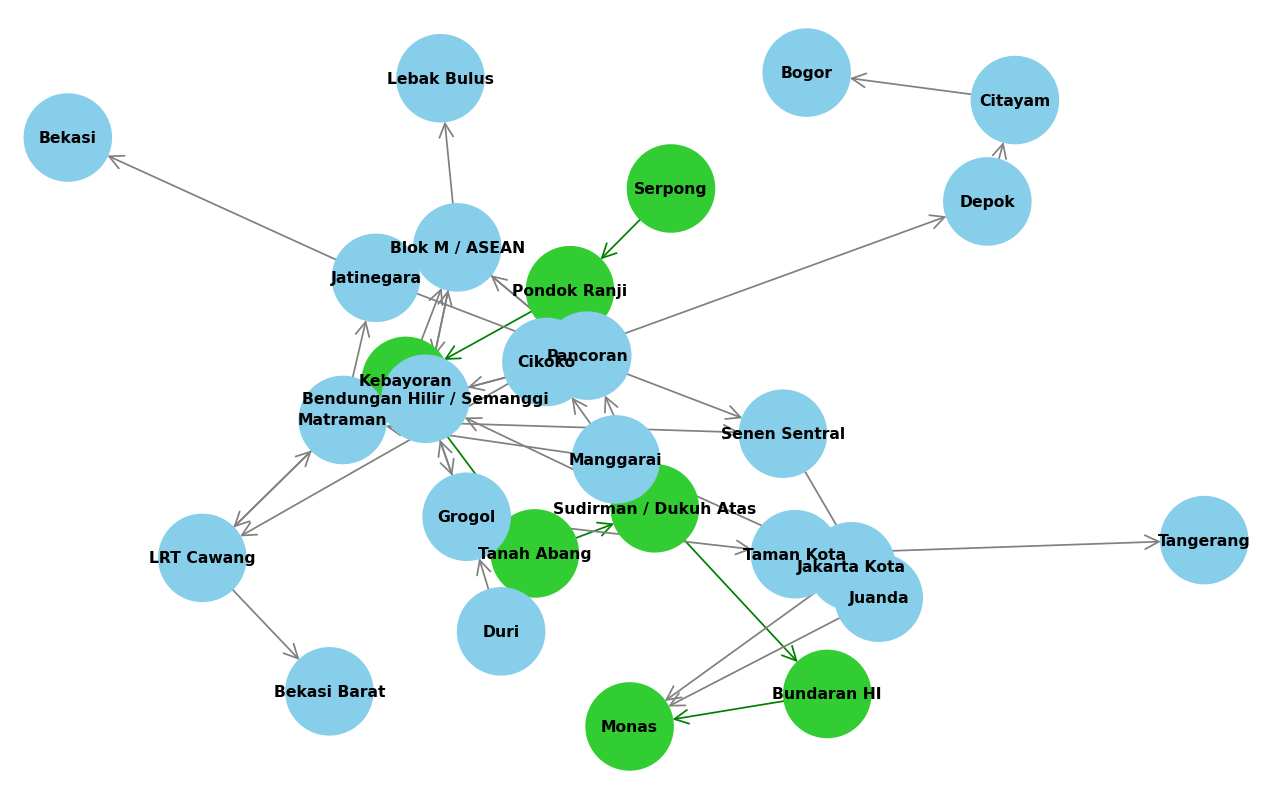 Bogor
Lebak Bulus
Citayam
Bekasi
Serpong
Depok
Blok M / ASEAN
Jatinegara
Pondok Ranji
Pancoran
Cikoko
Kebayoran
Bendungan Hilir / Semanggi
Matraman
Senen Sentral
Manggarai
Sudirman / Dukuh Atas
Grogol
Tangerang
Tanah Abang
Taman Kota
LRT Cawang
Jakarta Kota
Juanda
Duri
Bekasi Barat
Bundaran HI
Monas